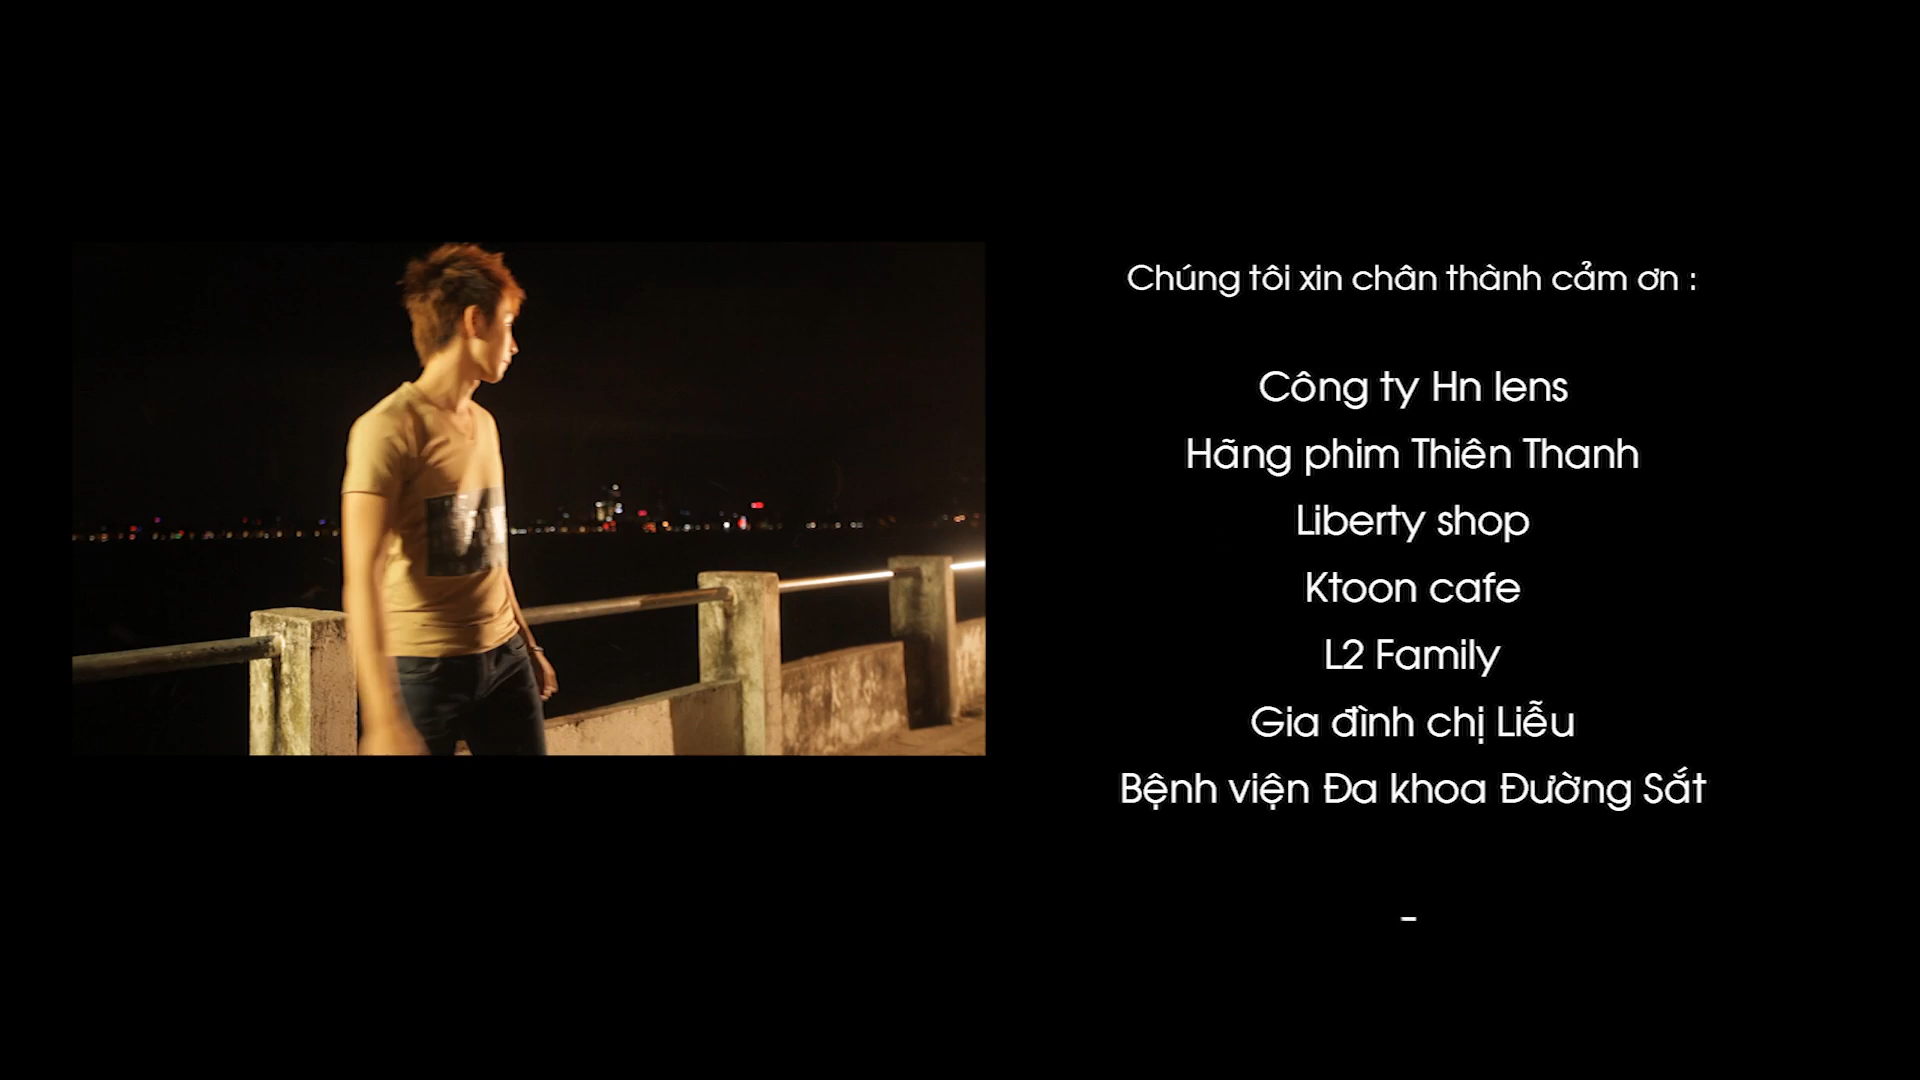 Chúng tôi xin chân thành cảm ơn :
Công ty Hn lens
Hãng phim Thiên Thanh
Liberty shop
Ktoon cafe
L2 Family
Gia đình chị Liễu
Bệnh viện Đa khoa Đường Sắt
-